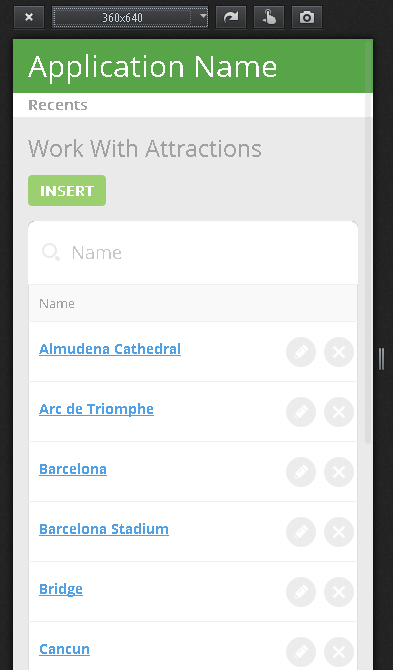 360x640
Application Name
Recents
Work With Attractions
INSERT
Name
Name
Almudena Cathedral
Arc de Triomphe
Barcelona
Barcelona Stadium
Bridge
Cancun